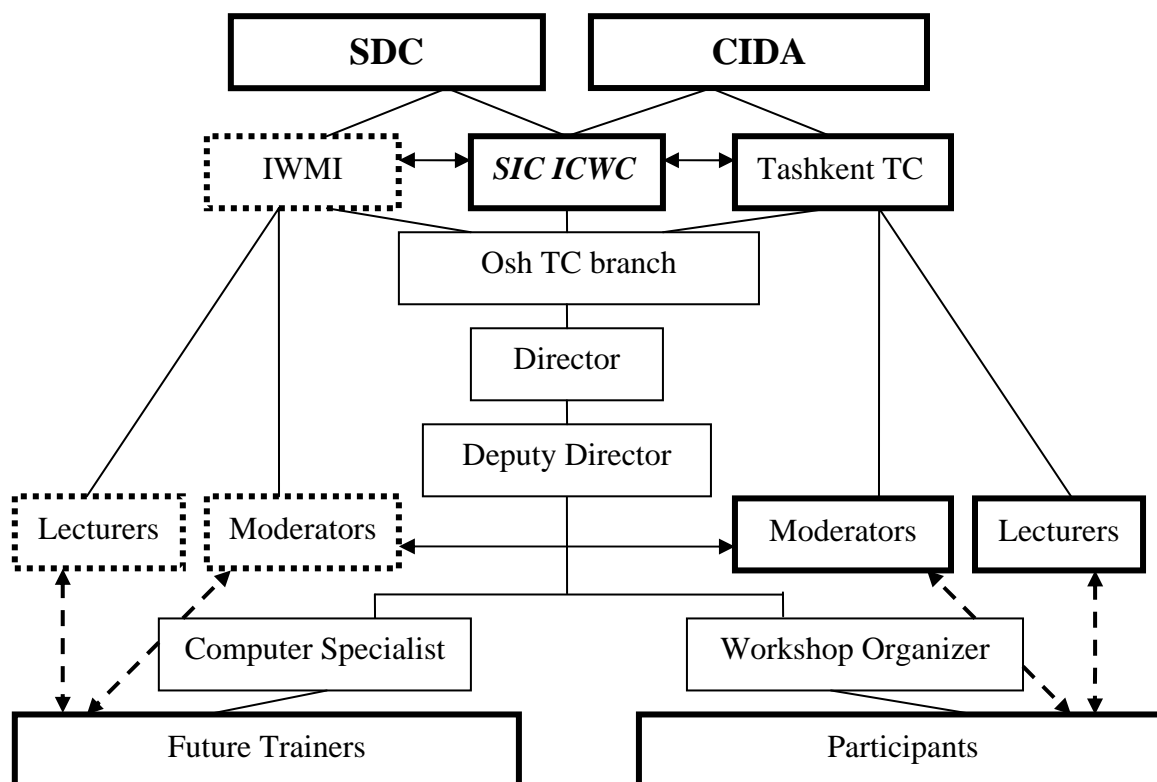 SDC
CIDA
IWMI
SIC ICWC
Tashkent TC
Osh TC branch
Director
Deputy Director
Lecturers
Moderators
Moderators
Lecturers
Computer Specialist
Workshop Organizer
Future Trainers
Participants